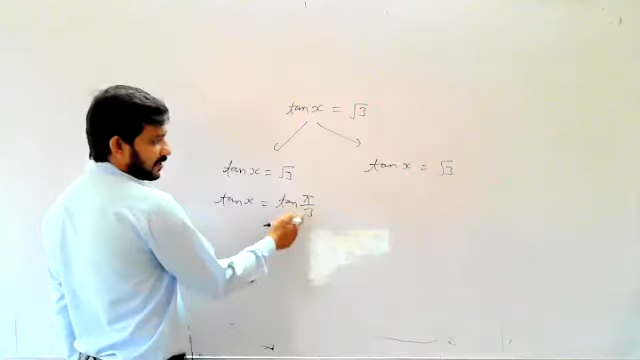 tan x = √3
tan x = √3
tan x = √3
tan x = tan π/3